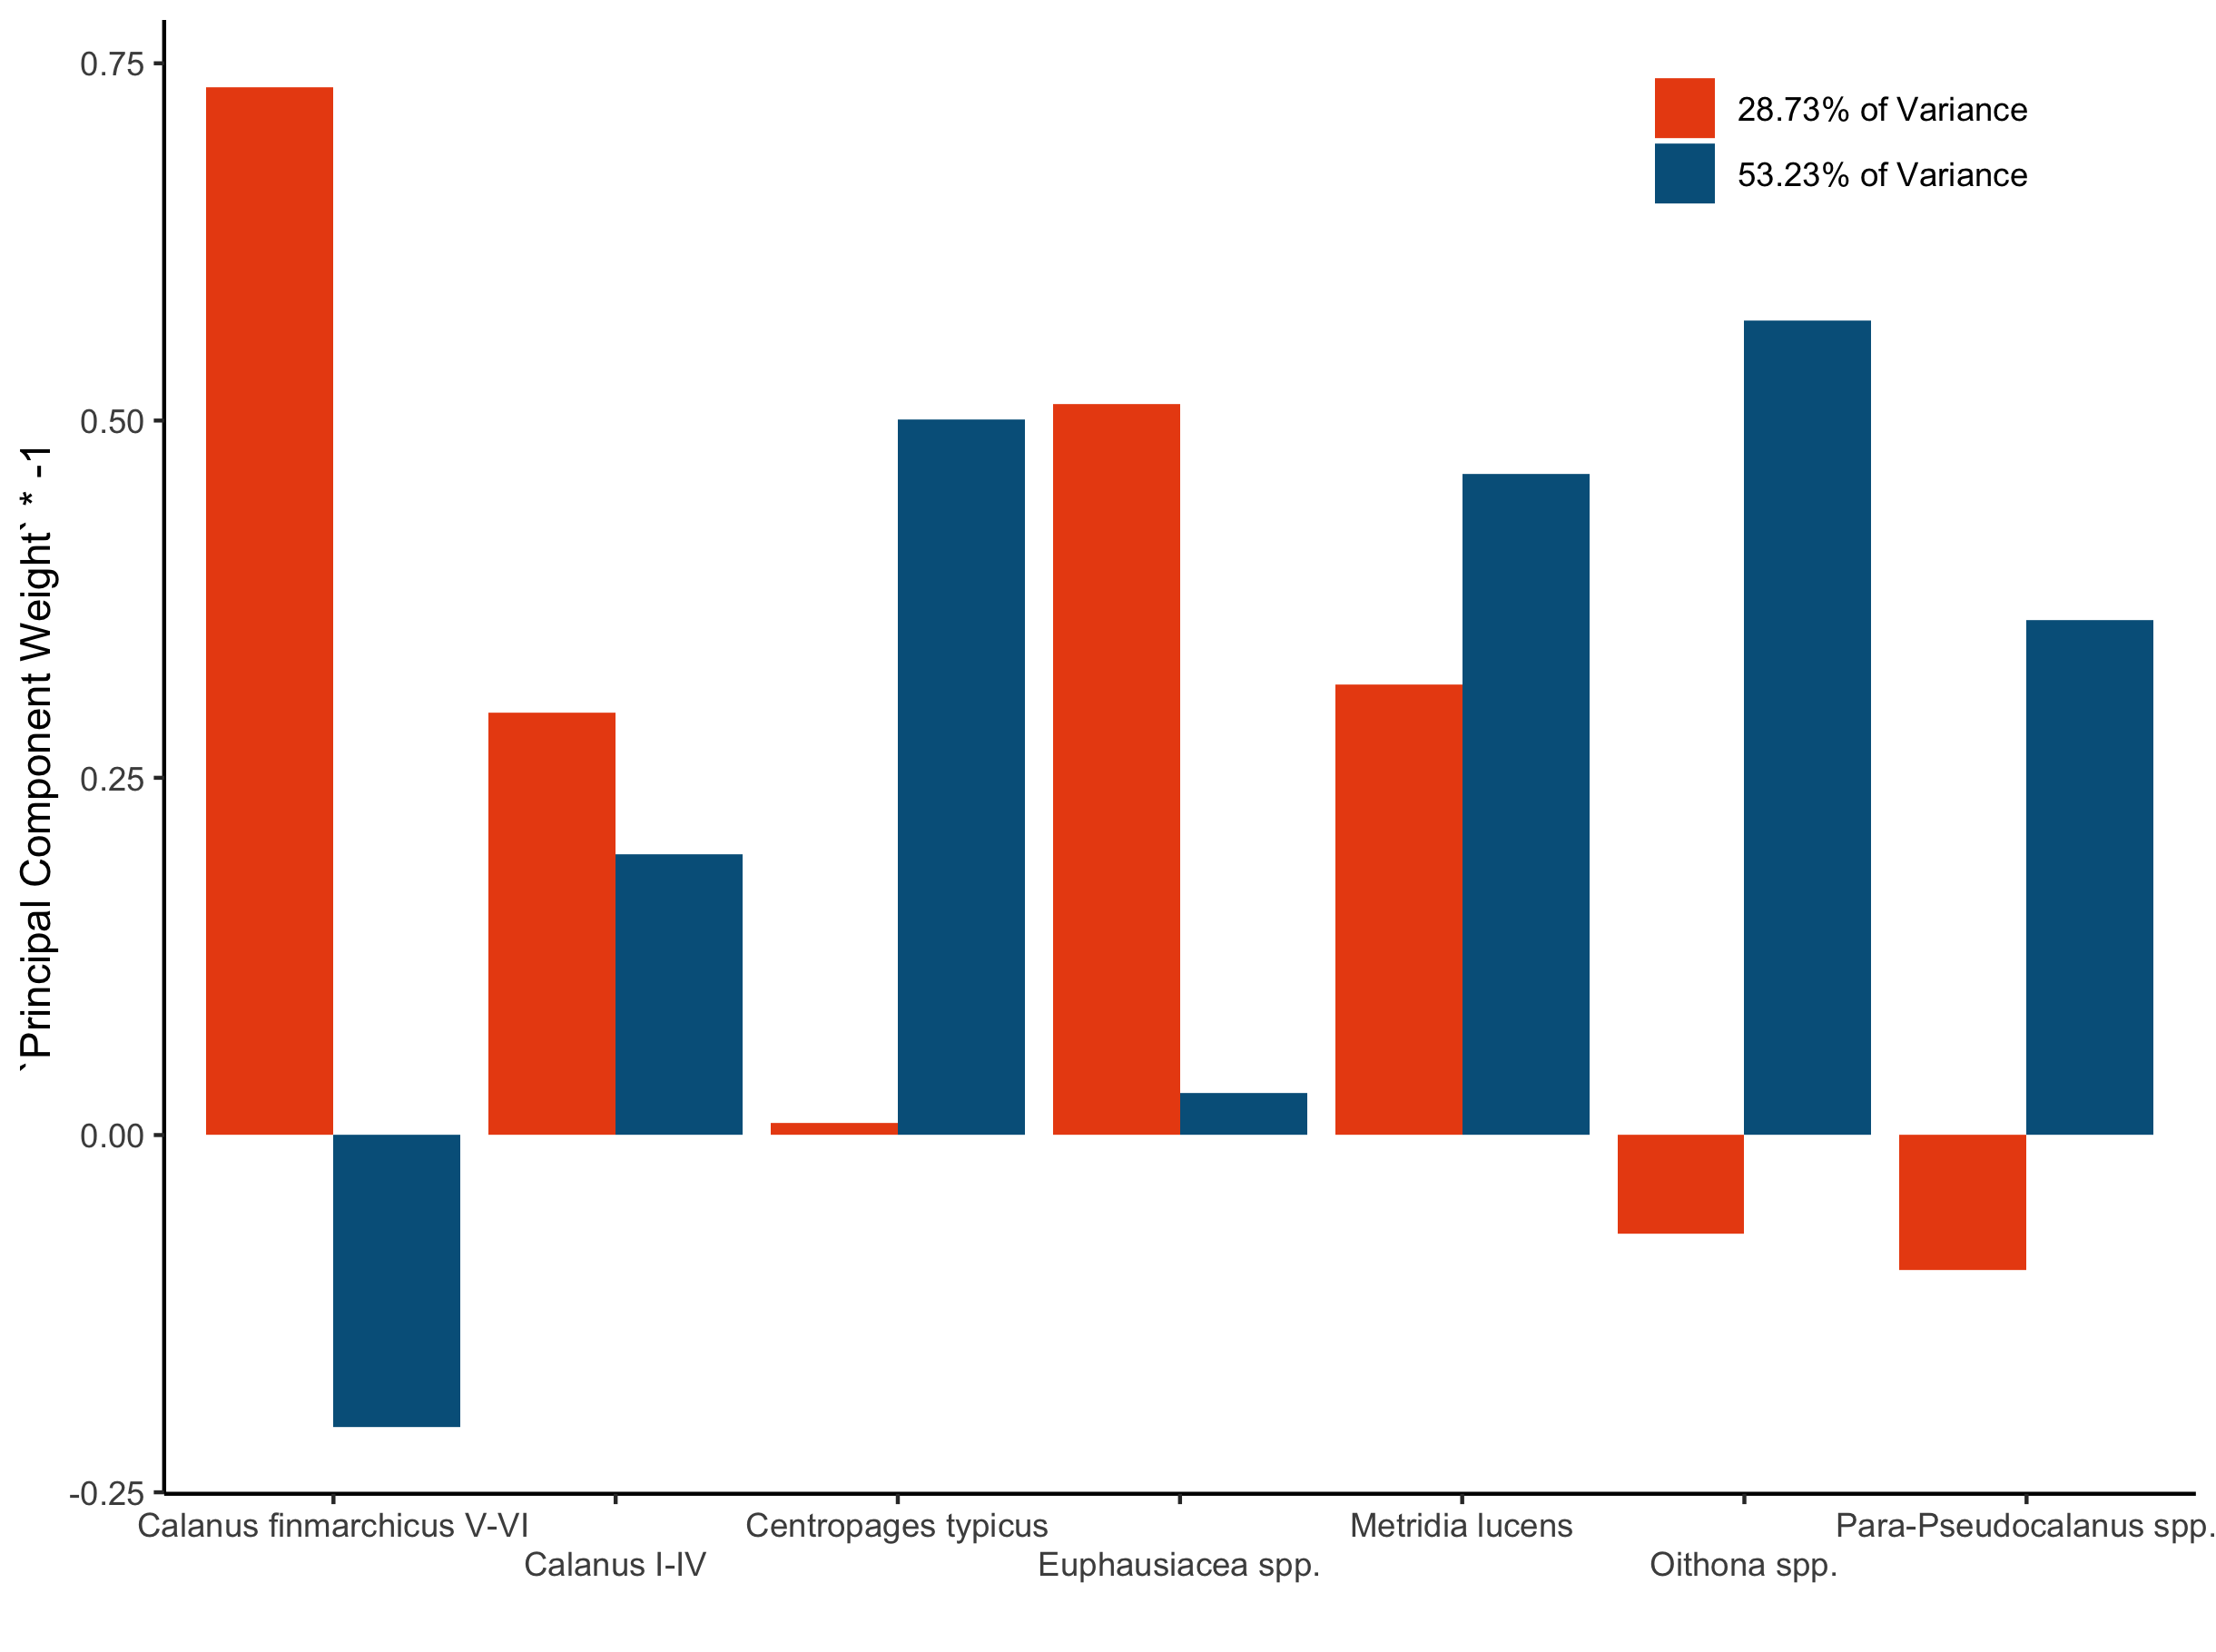 28.73% of Variance
53.23% of Variance
`Principal Component Weight` * -1
0.75
0.50
0.25
0.00
-0.25
Calanus finmarchicus V-VI
Calanus I-IV
Centropages typicus
Euphausiacea spp.
Metridia lucens
Oithona spp.
Para-Pseudocalanus spp.